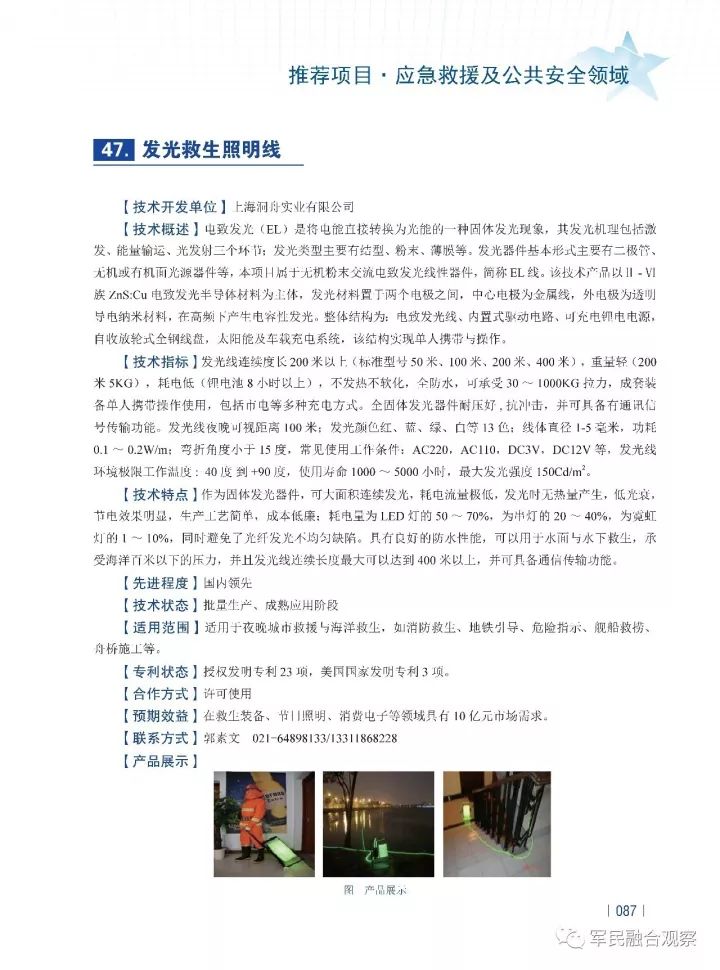 推荐项目·应急救援及公共安全领域
47. 发光救生照明线
【技术开发单位】上海洞舟实业有限公司
【技术概述】电致发光（EL）是将电能直接转换为光能的一种固体发光现象，其发光机理包括激
发、能量输运、光发射三个环节；发光类型主要有结型、粉末、薄膜等。发光器件基本形式主要有二极管、
无机或有机面光源器件等，本项目属于无机粉末交流电致发光线性器件，简称 EL 线。该技术产品以Ⅱ-Ⅵ
族 ZnS:Cu 电致发光半导体材料为主体，发光材料置于两个电极之间，中心电极为金属线，外电极为透明
导电纳米材料，在高频下产生电容性发光。整体结构为：电致发光线、内置式驱动电路、可充电锂电电源，
自收放轮式全钢线盘，太阳能及车载充电系统，该结构实现单人携带与操作。
【技术指标】发光线连续度长 200 米以上（标准型号 50 米、100 米、200 米、400 米），重量轻（200
米 5KG），耗电低（锂电池 8 小时以上），不发热不软化，全防水，可承受 30～1000KG 拉力，成套装
备单人携带操作使用，包括市电等多种充电方式。全固体发光器件耐压好,抗冲击，并可具备有通讯信
号传输功能。发光线夜晚可视距离 100 米；发光颜色红、蓝、绿、白等 13 色；线体直径 1-5 毫米，功耗
0.1～0.2W/m；弯折角度小于 15 度，常见使用工作条件：AC220，AC110，DC3V，DC12V 等，发光线
环境极限工作温度：40 度 到 +90 度，使用寿命 1000～5000 小时，最大发光强度 150Cd/m²。
【技术特点】作为固体发光器件，可大面积连续发光，耗电流量极低，发光时无热量产生，低光衰，
节电效果明显，生产工艺简单，成本低廉；耗电量为 LED 灯的 50～70%，为串灯的 20～40%，为霓虹
灯的 1～10%，同时避免了光纤发光不均匀缺陷。具有良好的防水性能，可以用于水面与水下救生，承
受海洋百米以下的压力，并且发光线连续长度最大可以达到 400 米以上，并可具备通信传输功能。
【先进程度】国内领先
【技术状态】批量生产、成熟应用阶段
【适用范围】适用于夜晚城市救援与海洋救生，如消防救生、地铁引导、危险指示、舰船救捞、
舟桥施工等。
【专利状态】授权发明专利 23 项，美国国家发明专利 3 项。
【合作方式】许可使用
【预期效益】在救生装备、节日照明、消费电子等领域具有 10 亿元市场需求。
【联系方式】郭素文 021-64898133/13311868228
【产品展示】
图 产品展示
| 087 |
军民融合观察